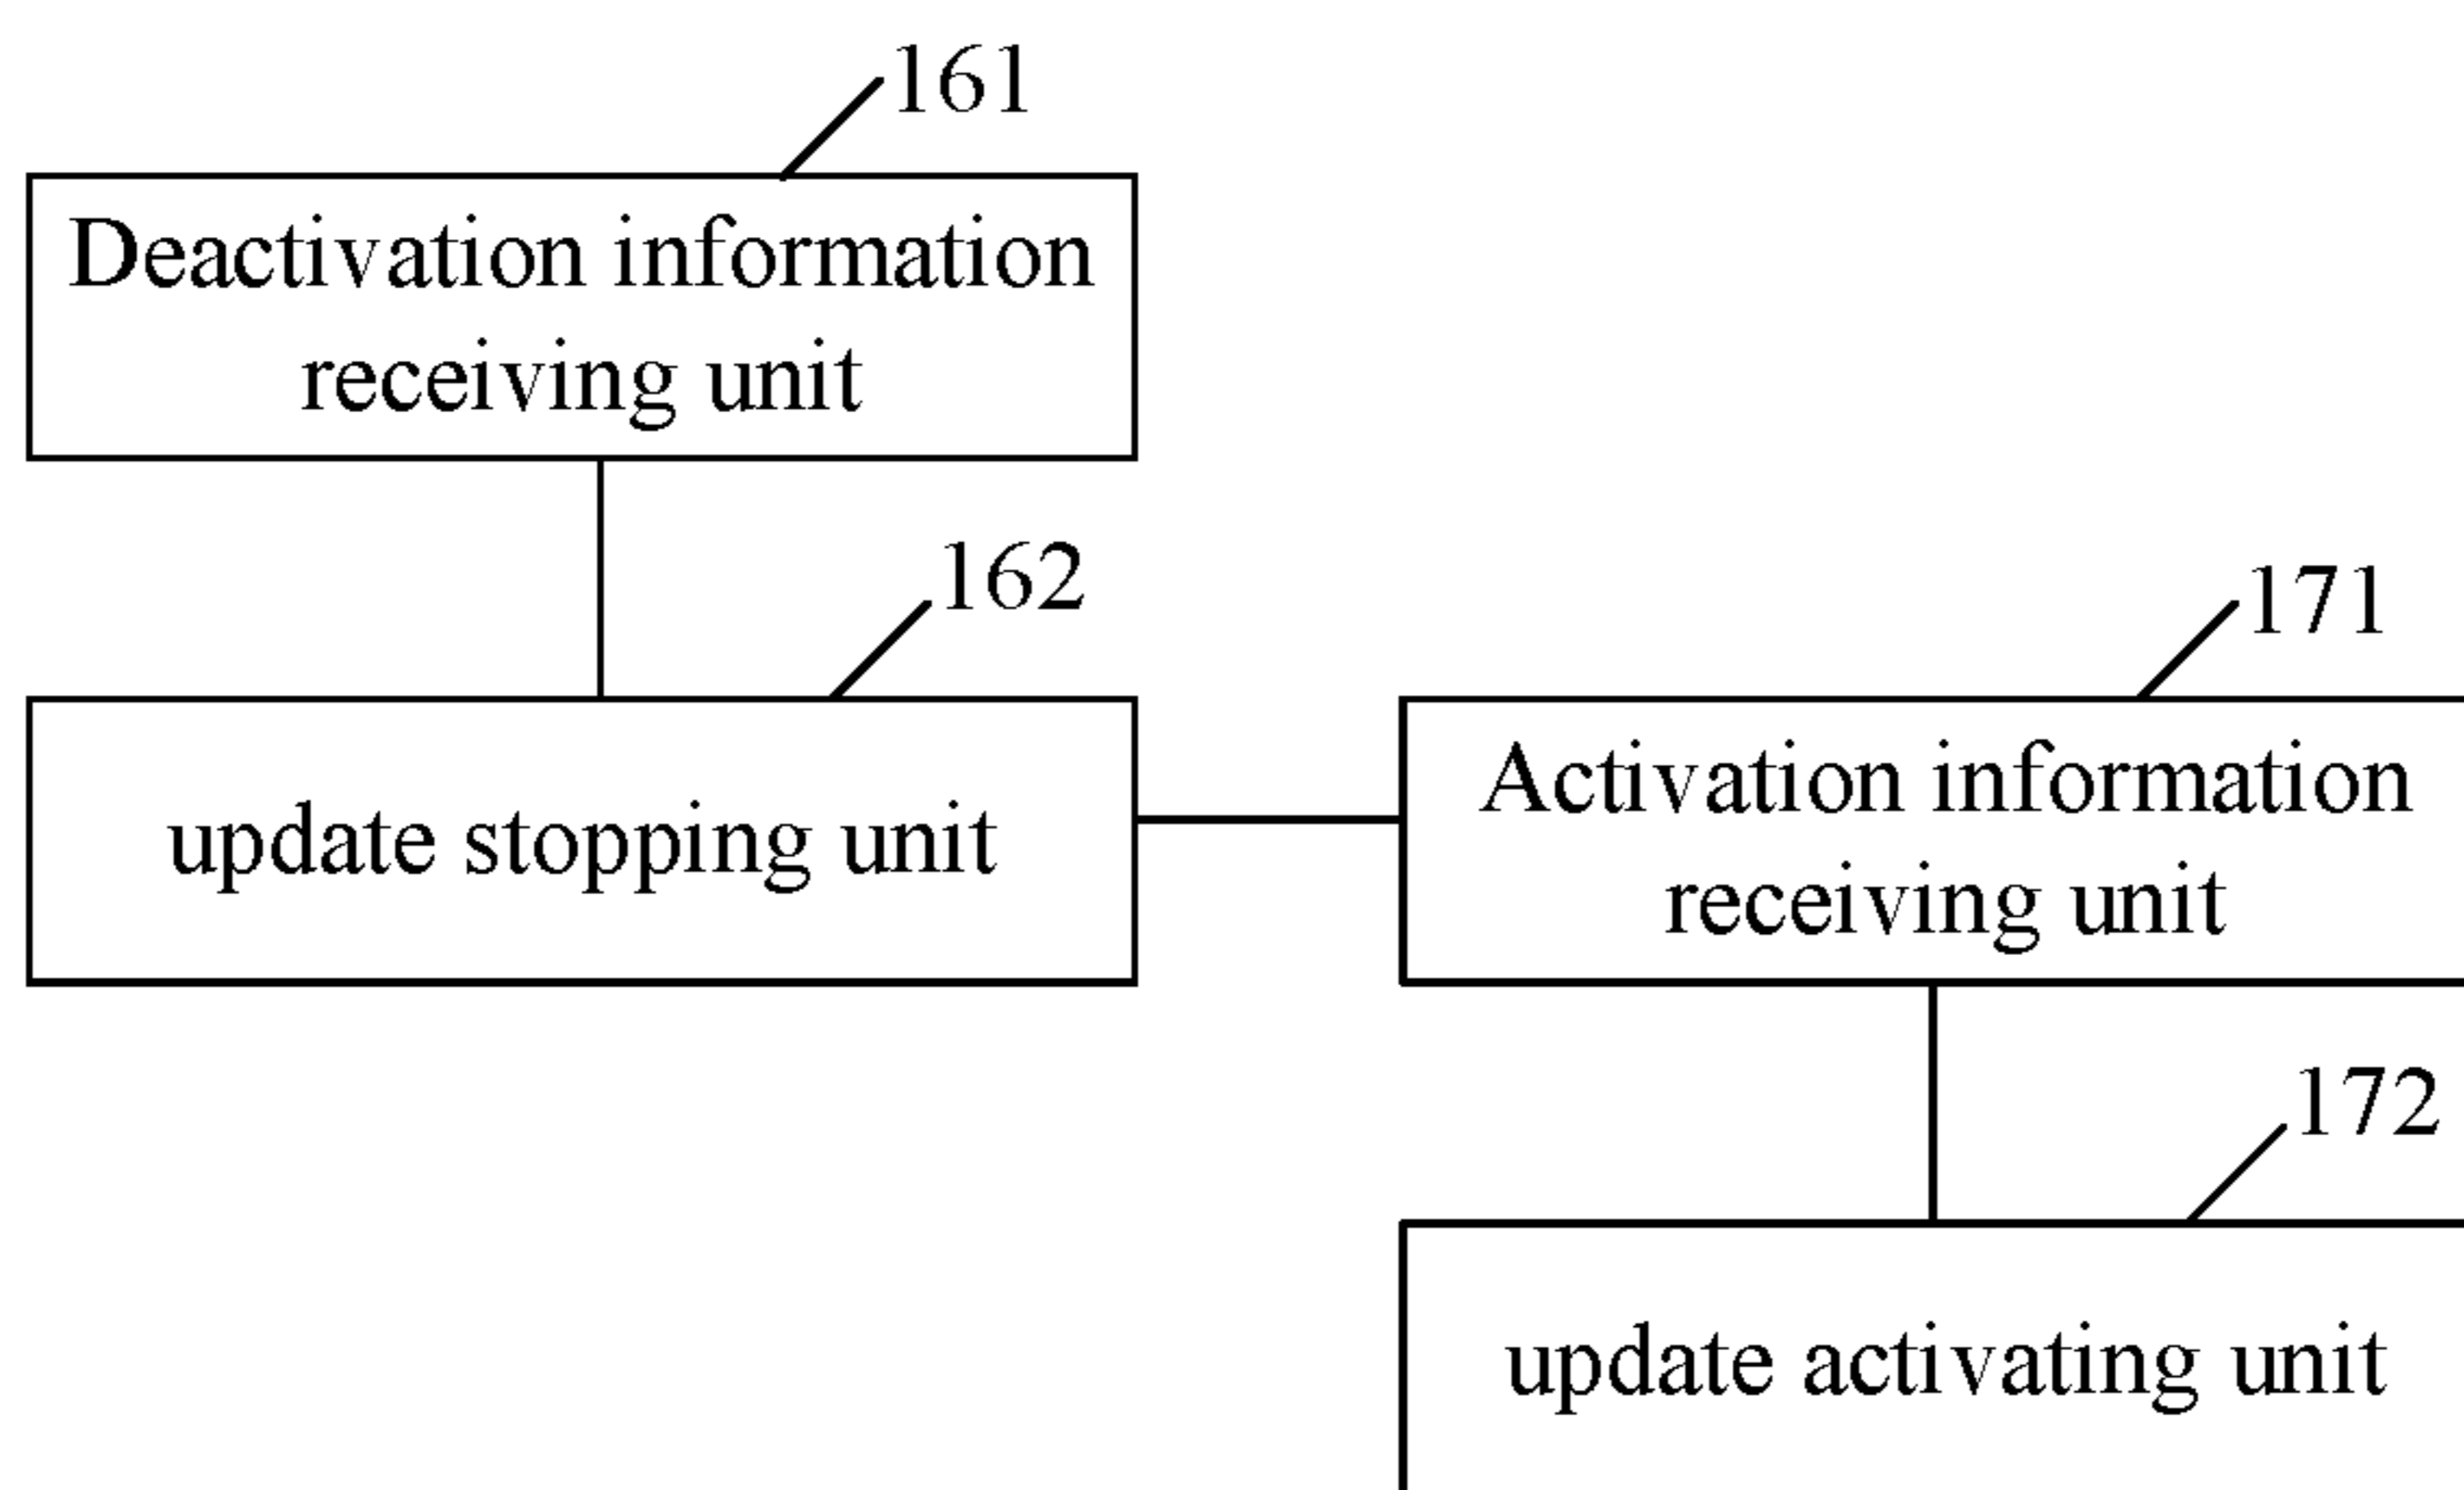 161
Deactivation information
receiving unit
162
update stopping unit
171
Activation information
receiving unit
172
update activating unit